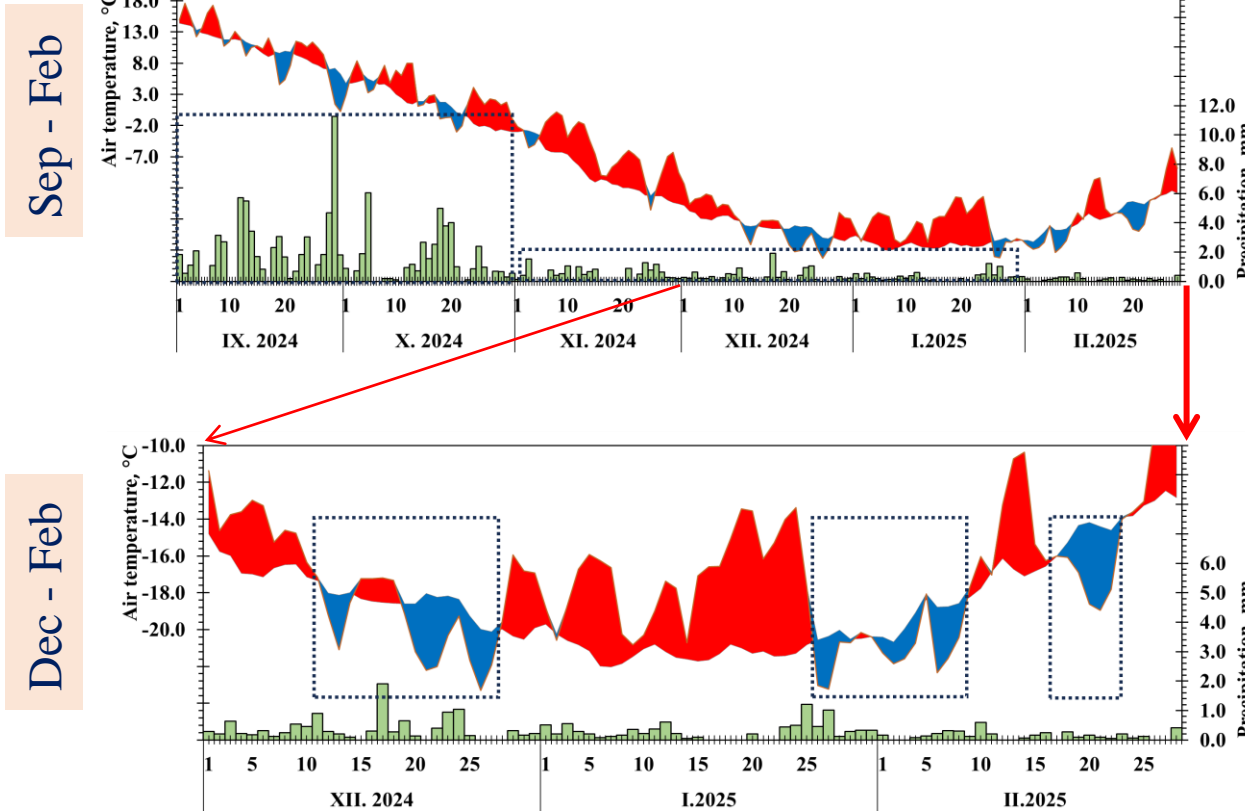 Sep - Feb
Air temperature, °C
18.0
13.0
8.0
3.0
-2.0
-7.0
12.0
10.0
8.0
6.0
4.0
2.0
0.0
Precipitation, mm
1 10 20 1 10 20 1 10 20 1 10 20 1 10 20 1 10 20
IX. 2024 X. 2024 XI. 2024 XII. 2024 I.2025 II.2025
Dec - Feb
Air temperature, °C
-10.0
-12.0
-14.0
-16.0
-18.0
-20.0
6.0
5.0
4.0
3.0
2.0
1.0
0.0
Precipitation, mm
1 5 10 15 20 25 1 5 10 15 20 25 1 5 10 15 20 25
XII. 2024 I.2025 II.2025